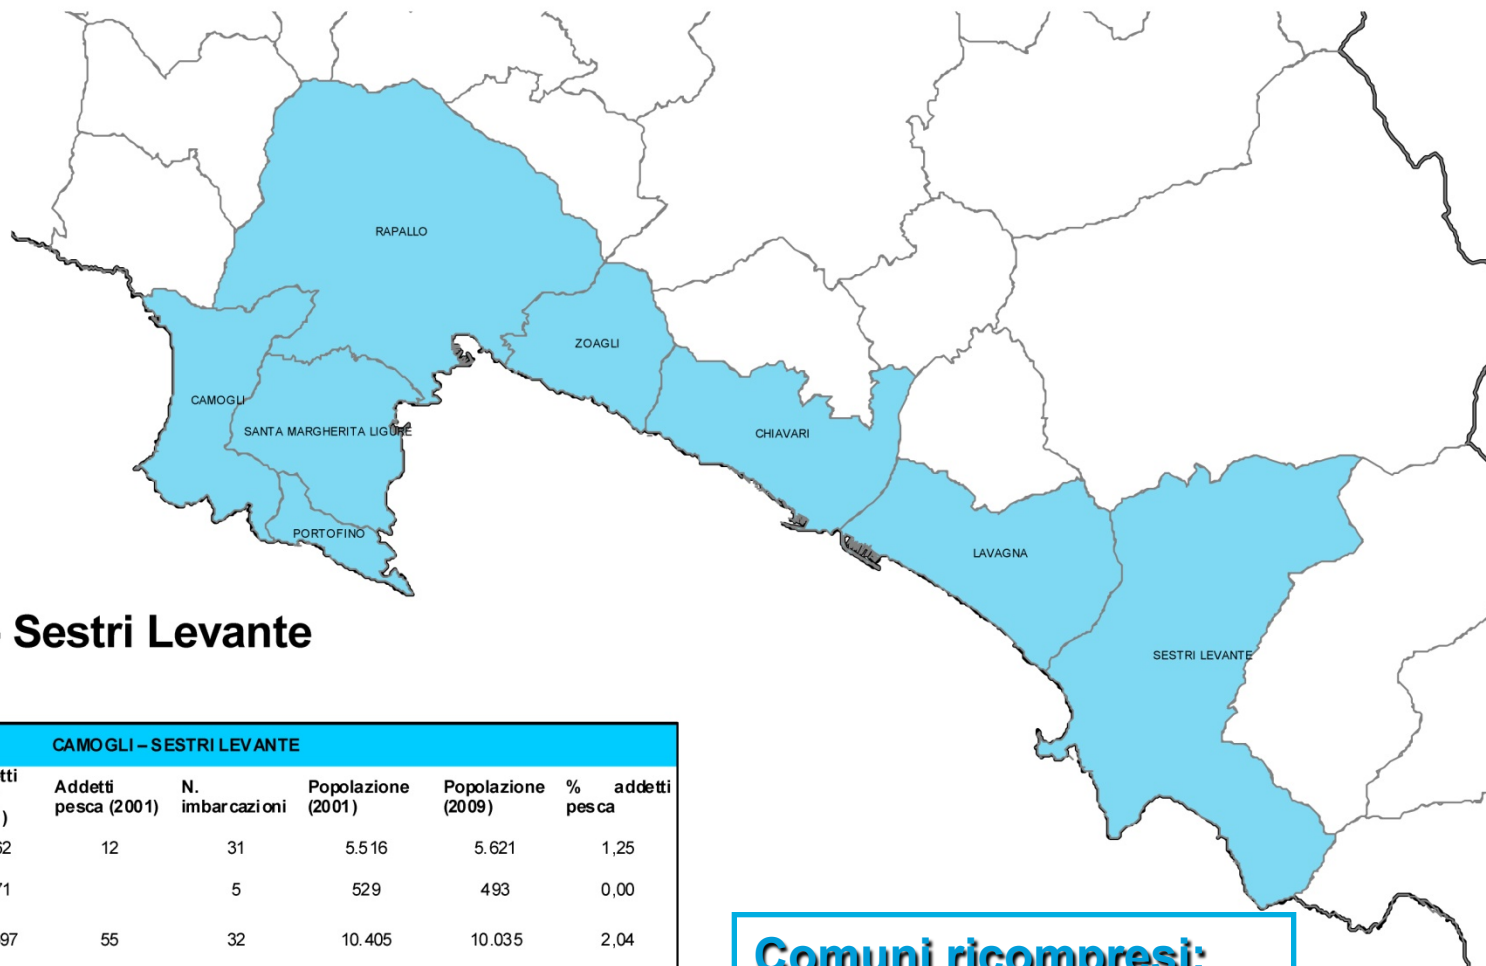 RAPALLO
ZOAGLI
CAMOGLI
SANTA MARGHERITA LIGURE
CHIAVARI
PORTOFINO
LAVAGNA
SESTRI LEVANTE
Sestri Levante
CAMOGLI – SESTRI LEVANTE
Addetti pesca (2001) N. imbarcazioni Popolazione (2001) Popolazione (2009) % addetti pesca
12 31 5.516 5.621 1,25
5 529 493 0,00
55 32 10.405 10.035 2,04
Comuni ricompresi: